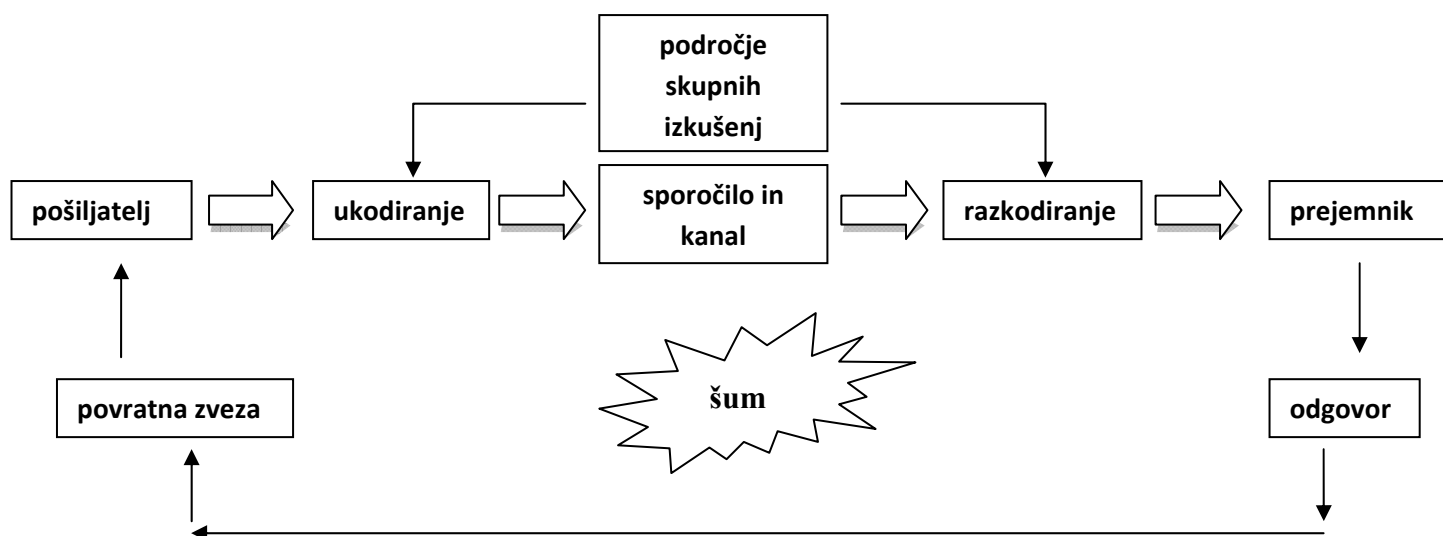 področje
skupnih
izkušenj
pošiljatelj
ukodiranje
sporočilo in
kanal
razkodiranje
prejemnik
šum
povratna zveza
odgovor